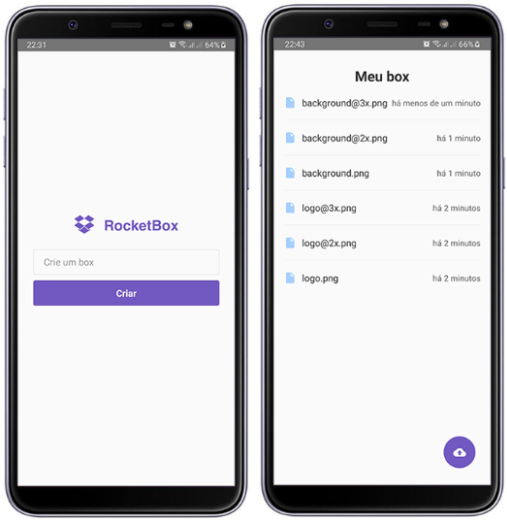 22:31
64%
RocketBox
Crie um box
Criar
22:43
66%
Meu box
background@3x.png há menos de um minuto
background@2x.png há 1 minuto
background.png há 1 minuto
logo@3x.png há 2 minutos
logo@2x.png há 2 minutos
logo.png há 2 minutos